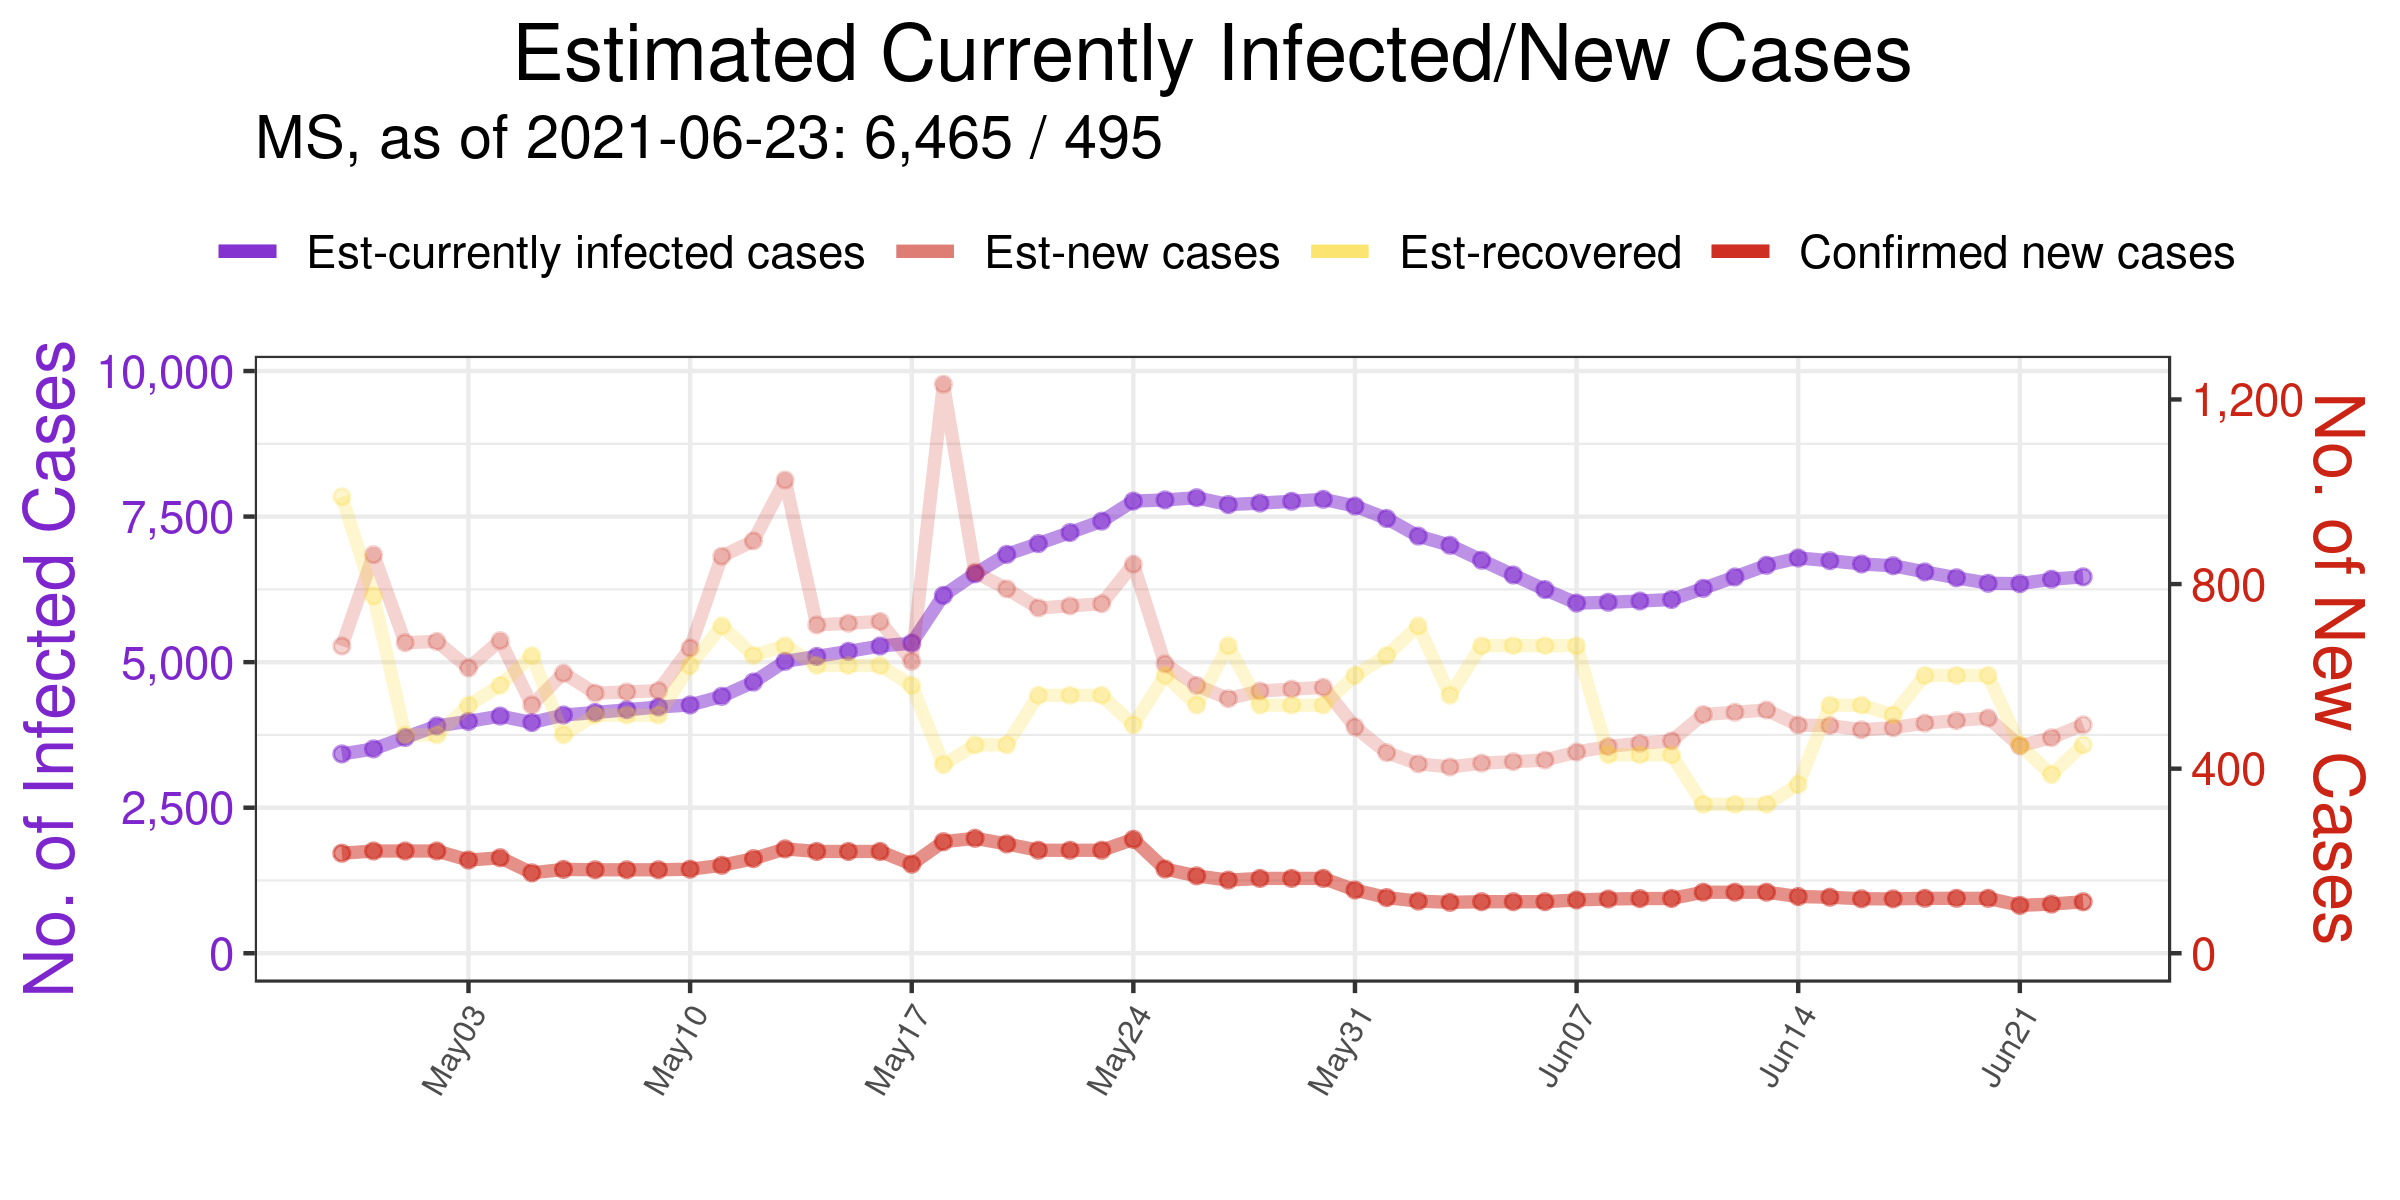 Estimated Currently Infected/New Cases
MS, as of 2021-06-23: 6,465 / 495
Est-currently infected cases Est-new cases Est-recovered Confirmed new cases
No. of Infected Cases
10,000
7,500
5,000
2,500
0
1,200
800
400
0
No. of New Cases
May03 May10 May17 May24 May31 Jun07 Jun14 Jun21